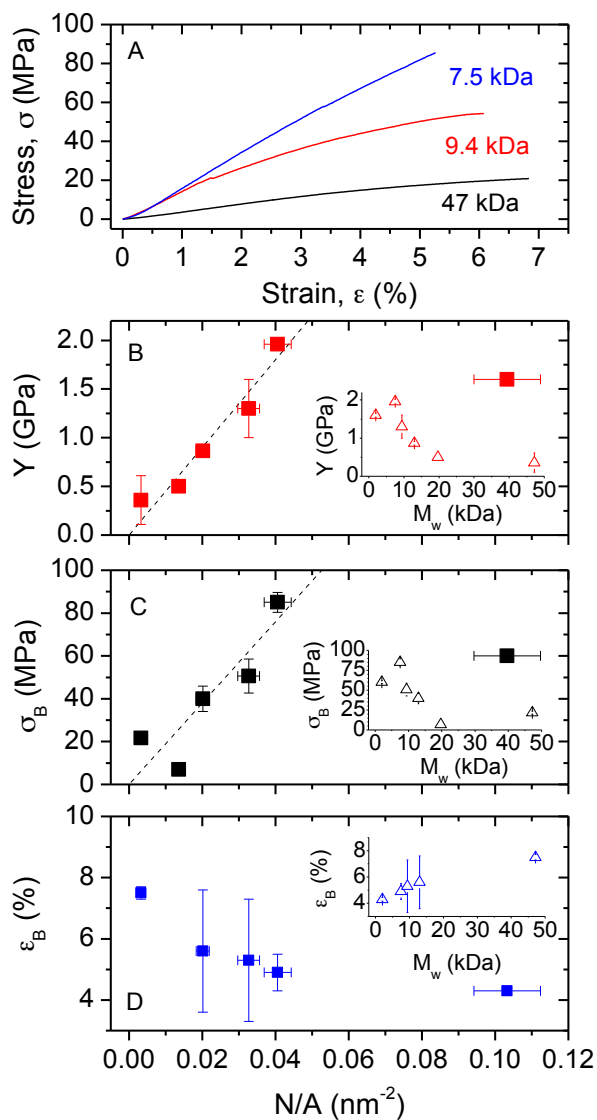 100
80
60
40
20
0
Stress, σ (MPa)
A
7.5 kDa
9.4 kDa
47 kDa
0 1 2 3 4 5 6 7
Strain, ε (%)
2.0
1.5
1.0
0.5
0.0
Y (GPa)
B
2
1
0
Y (GPa)
0 10 20 30 40 50
M_w (kDa)
100
80
60
40
20
0
σ_B (MPa)
C
100
75
50
25
0
σ_B (MPa)
0 10 20 30 40 50
M_w (kDa)
10
8
6
4
ε_B (%)
D
8
6
4
ε_B (%)
0 10 20 30 40 50
M_w (kDa)
0.00 0.02 0.04 0.06 0.08 0.10 0.12
N/A (nm⁻²)